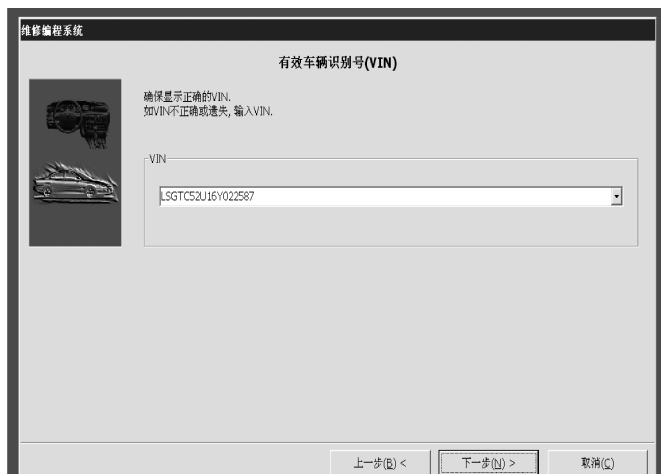 维修编程系统
有效车辆识别号(VIN)
确保显示正确的VIN.
如VIN不正确或遗失, 输入VIN.
VIN
LSGTC52U16Y022587
上一步(B) <
下一步(N) >
取消(C)